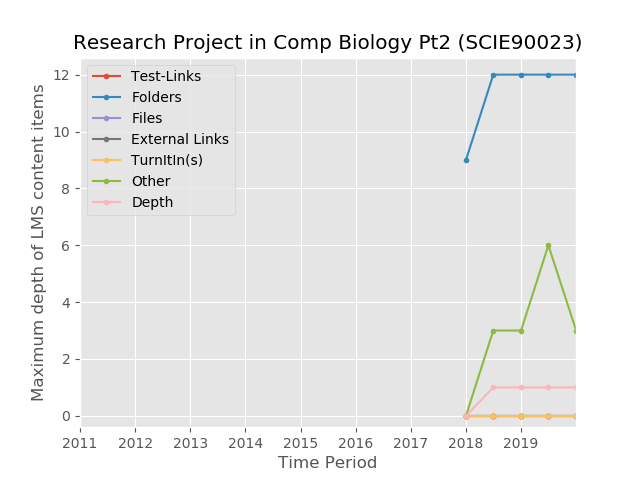 Research Project in Comp Biology Pt2 (SCIE90023)
Maximum depth of LMS content items
12
10
8
6
4
2
0
Test-Links
Folders
Files
External Links
TurnItIn(s)
Other
Depth
2011 2012 2013 2014 2015 2016 2017 2018 2019
Time Period